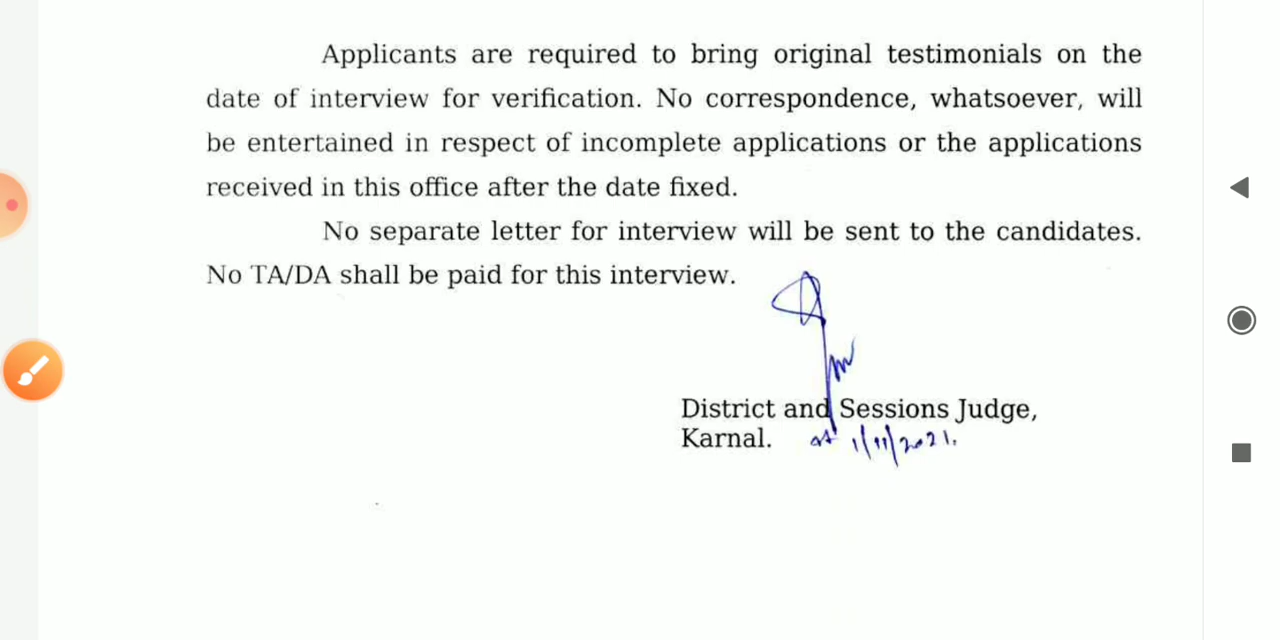 Applicants are required to bring original testimonials on the
date of interview for verification. No correspondence, whatsoever, will
be entertained in respect of incomplete applications or the applications
received in this office after the date fixed.
No separate letter for interview will be sent to the candidates.
No TA/DA shall be paid for this interview.
District and Sessions Judge,
Karnal.
1/11/2021.